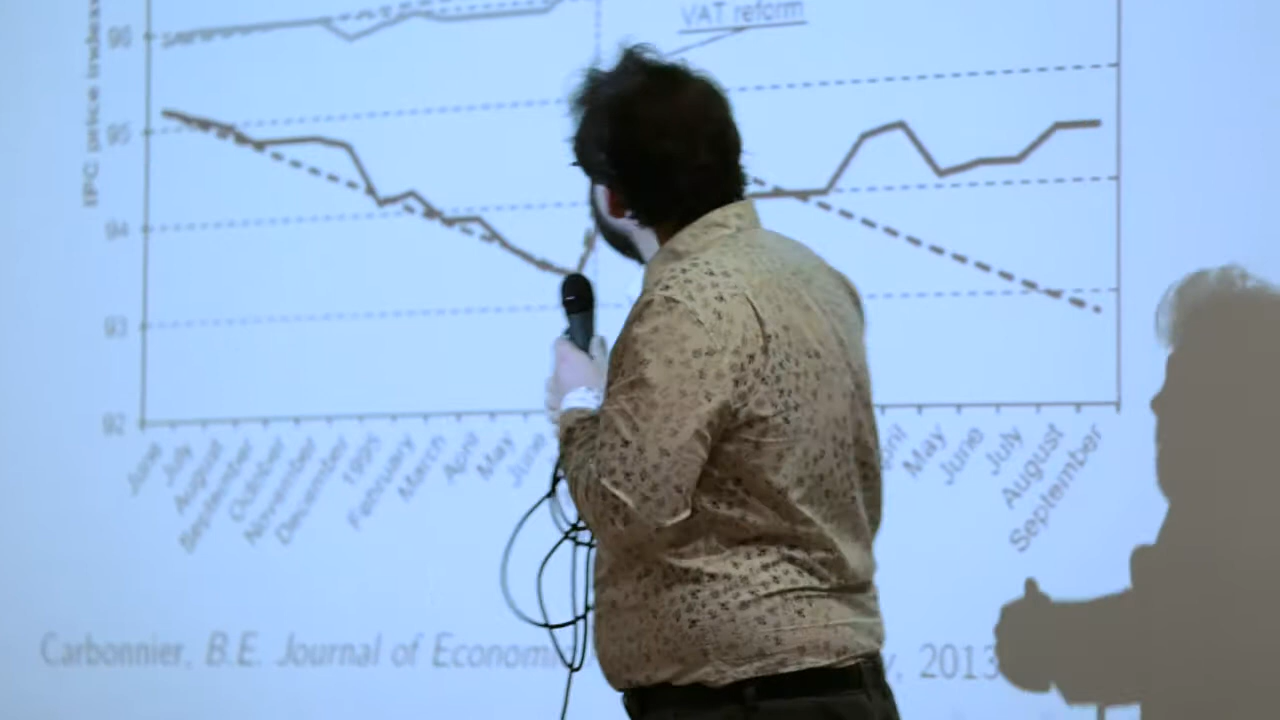 VAT reform
IPC price index
96
95
94
93
92
June
July
August
September
October
November
December
1995
February
March
April
May
June
April
May
June
July
August
September
Carbonnier, B.E. Journal of Economi
, 2013